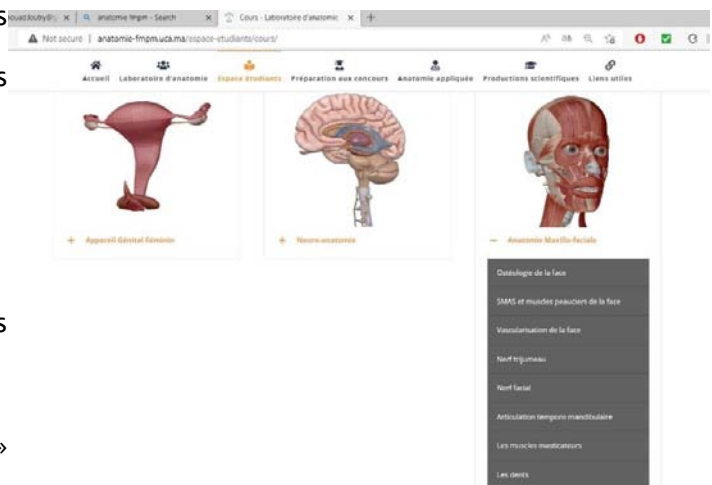 s
s
s
»
anatomie fmpm - Search
Cours - Laboratoire d'anatomie
Not secure | anatomie-fmpm.uca.ma/espace-etudiants/cours/
Accueil Laboratoire d'anatomie Espace étudiants Préparation aux concours Anatomie appliquée Productions scientifiques Liens utiles
+ Appareil Génital Féminin
+ Neuro-anatomie
− Anatomie Maxillo-faciale
Ostéologie de la face
SMAS et muscles peauciers de la face
Vascularisation de la face
Nerf trijumeau
Nerf facial
Articulation temporo mandibulaire
Les muscles masticateurs
Les dents